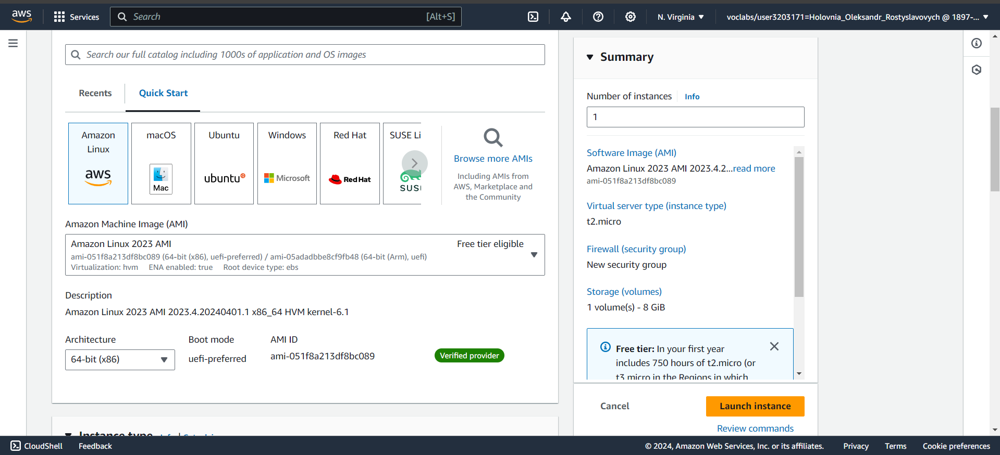 aws
Services
Search
[Alt+S]
N. Virginia
voclabs/user3203171=Holovnia_Oleksandr_Rostyslavovych @ 1897-...
Search our full catalog including 1000s of application and OS images
Recents
Quick Start
Amazon
Linux
aws
macOS
Mac
Ubuntu
ubuntu
Windows
Microsoft
Red Hat
Red Hat
SUSE Li
SUS
Browse more AMIs
Including AMIs from
AWS, Marketplace and
the Community
Amazon Machine Image (AMI)
Amazon Linux 2023 AMI
Free tier eligible
ami-051f8a213df8bc089 (64-bit (x86), uefi-preferred) / ami-05adadbbe8cf9fb48 (64-bit (Arm), uefi)
Virtualization: hvm ENA enabled: true Root device type: ebs
Description
Amazon Linux 2023 AMI 2023.4.20240401.1 x86_64 HVM kernel-6.1
Architecture
64-bit (x86)
Boot mode
uefi-preferred
AMI ID
ami-051f8a213df8bc089
Verified provider
Instance type
Summary
Number of instances
Info
1
Software Image (AMI)
Amazon Linux 2023 AMI 2023.4.2...read more
ami-051f8a213df8bc089
Virtual server type (instance type)
t2.micro
Firewall (security group)
New security group
Storage (volumes)
1 volume(s) - 8 GiB
Free tier: In your first year
includes 750 hours of t2.micro (or
t3.micro in the Regions in which
Cancel
Launch instance
Review commands
CloudShell
Feedback
© 2024, Amazon Web Services, Inc. or its affiliates.
Privacy
Terms
Cookie preferences